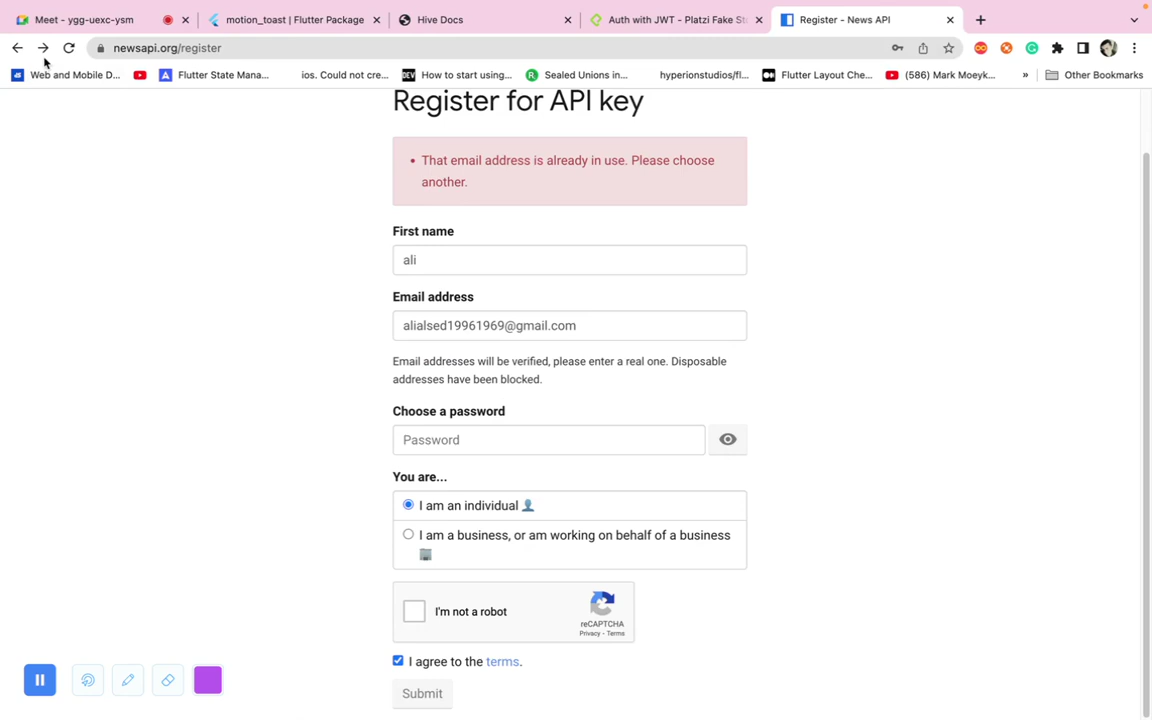 Meet - ygg-uexc-ysm
motion_toast | Flutter Package
Hive Docs
Auth with JWT - Platzi Fake St
Register - News API
newsapi.org/register
Web and Mobile D...
Flutter State Mana...
ios. Could not cre...
DEV
How to start using...
R
Sealed Unions in...
hyperionstudios/fl...
Flutter Layout Che...
(586) Mark Moeyk...
»
Other Bookmarks
Register for API key
• That email address is already in use. Please choose
another.
First name
ali
Email address
alialsed19961969@gmail.com
Email addresses will be verified, please enter a real one. Disposable
addresses have been blocked.
Choose a password
Password
You are...
I am an individual
I am a business, or am working on behalf of a business
I'm not a robot
reCAPTCHA
Privacy - Terms
I agree to the terms.
Submit